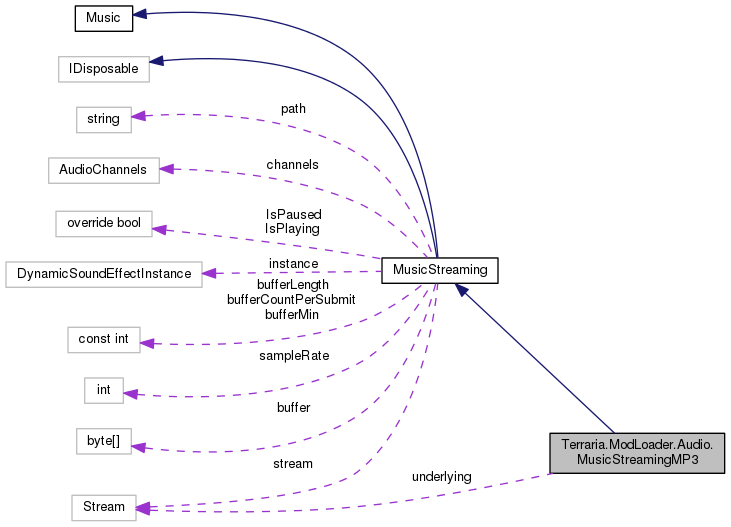 Music
IDisposable
string
path
AudioChannels
channels
override bool
IsPaused
IsPlaying
DynamicSoundEffectInstance
instance
MusicStreaming
bufferLength
bufferCountPerSubmit
bufferMin
const int
sampleRate
int
buffer
byte[]
stream
Stream
underlying
Terraria.ModLoader.Audio.
MusicStreamingMP3